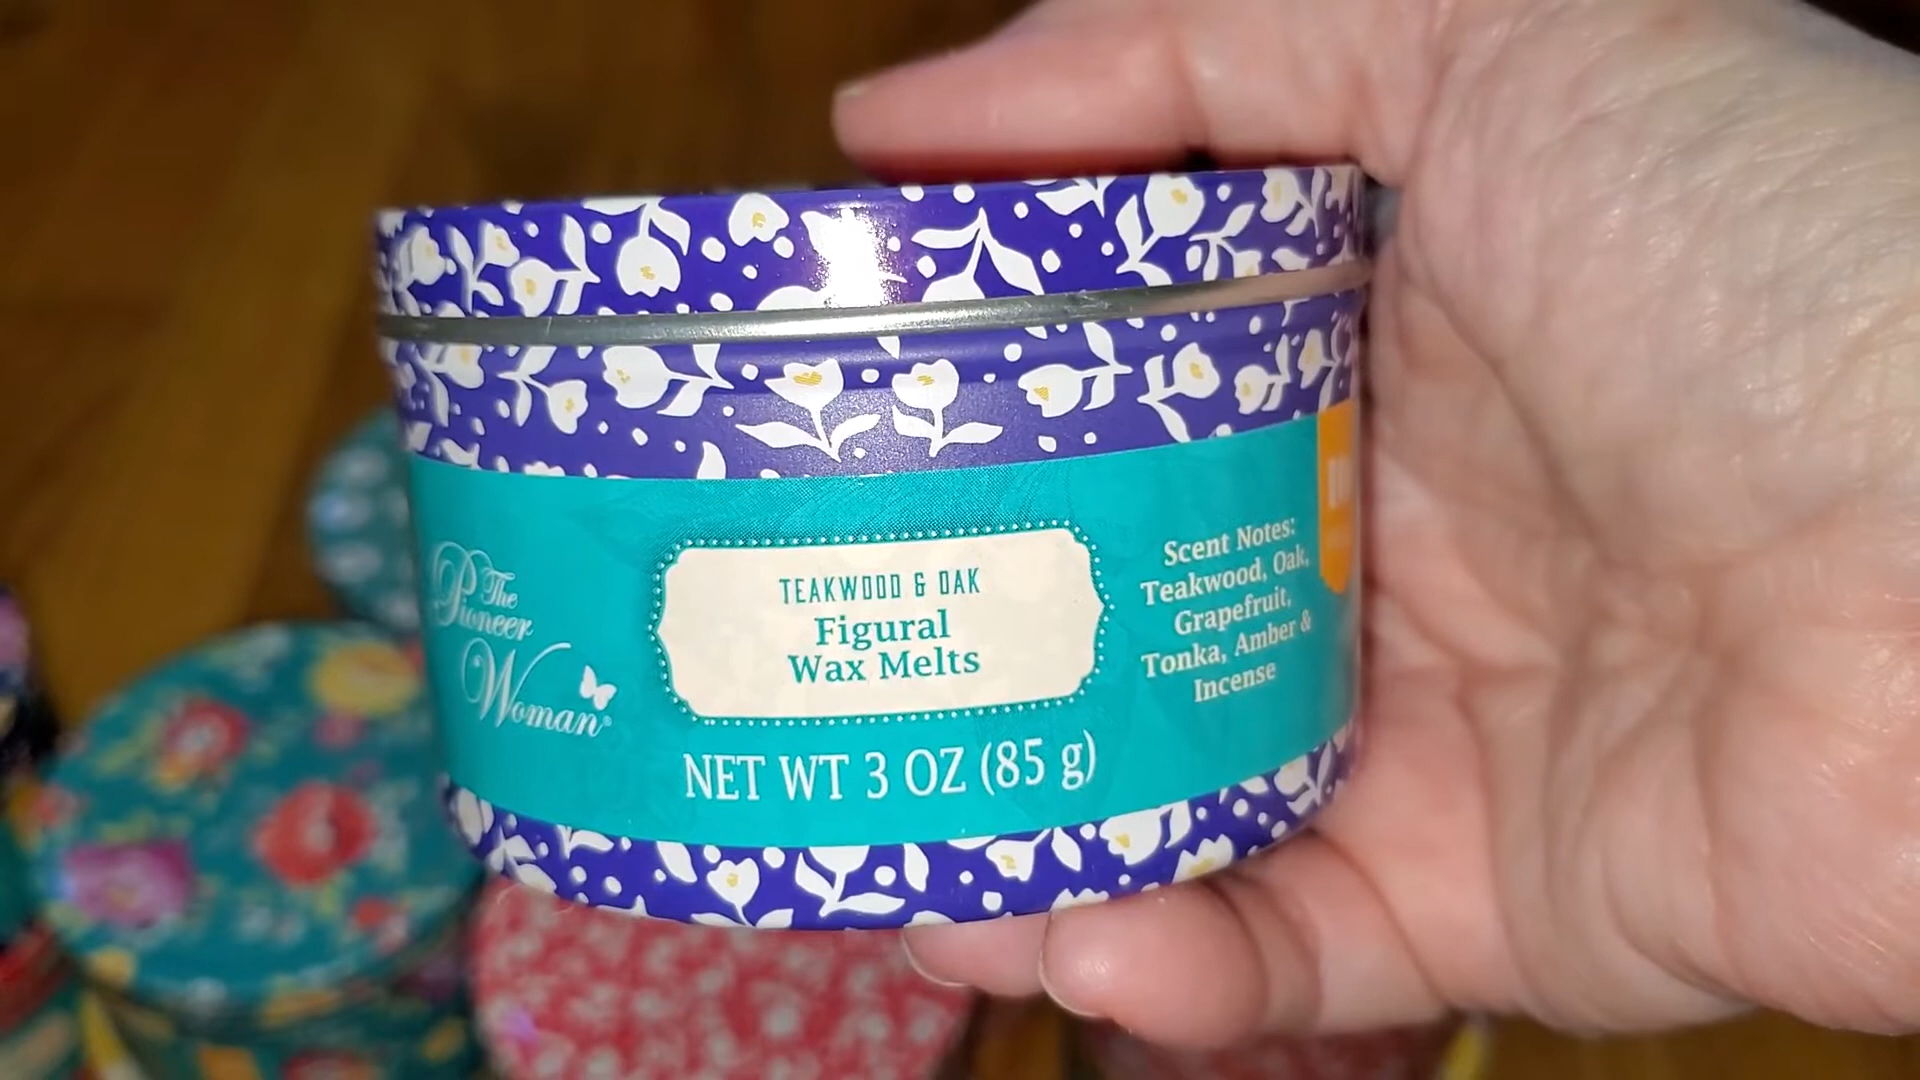 The
Pioneer
Woman®
TEAKWOOD & OAK
Figural
Wax Melts
NET WT 3 OZ (85 g)
Scent Notes:
Teakwood, Oak,
Grapefruit,
Tonka, Amber &
Incense